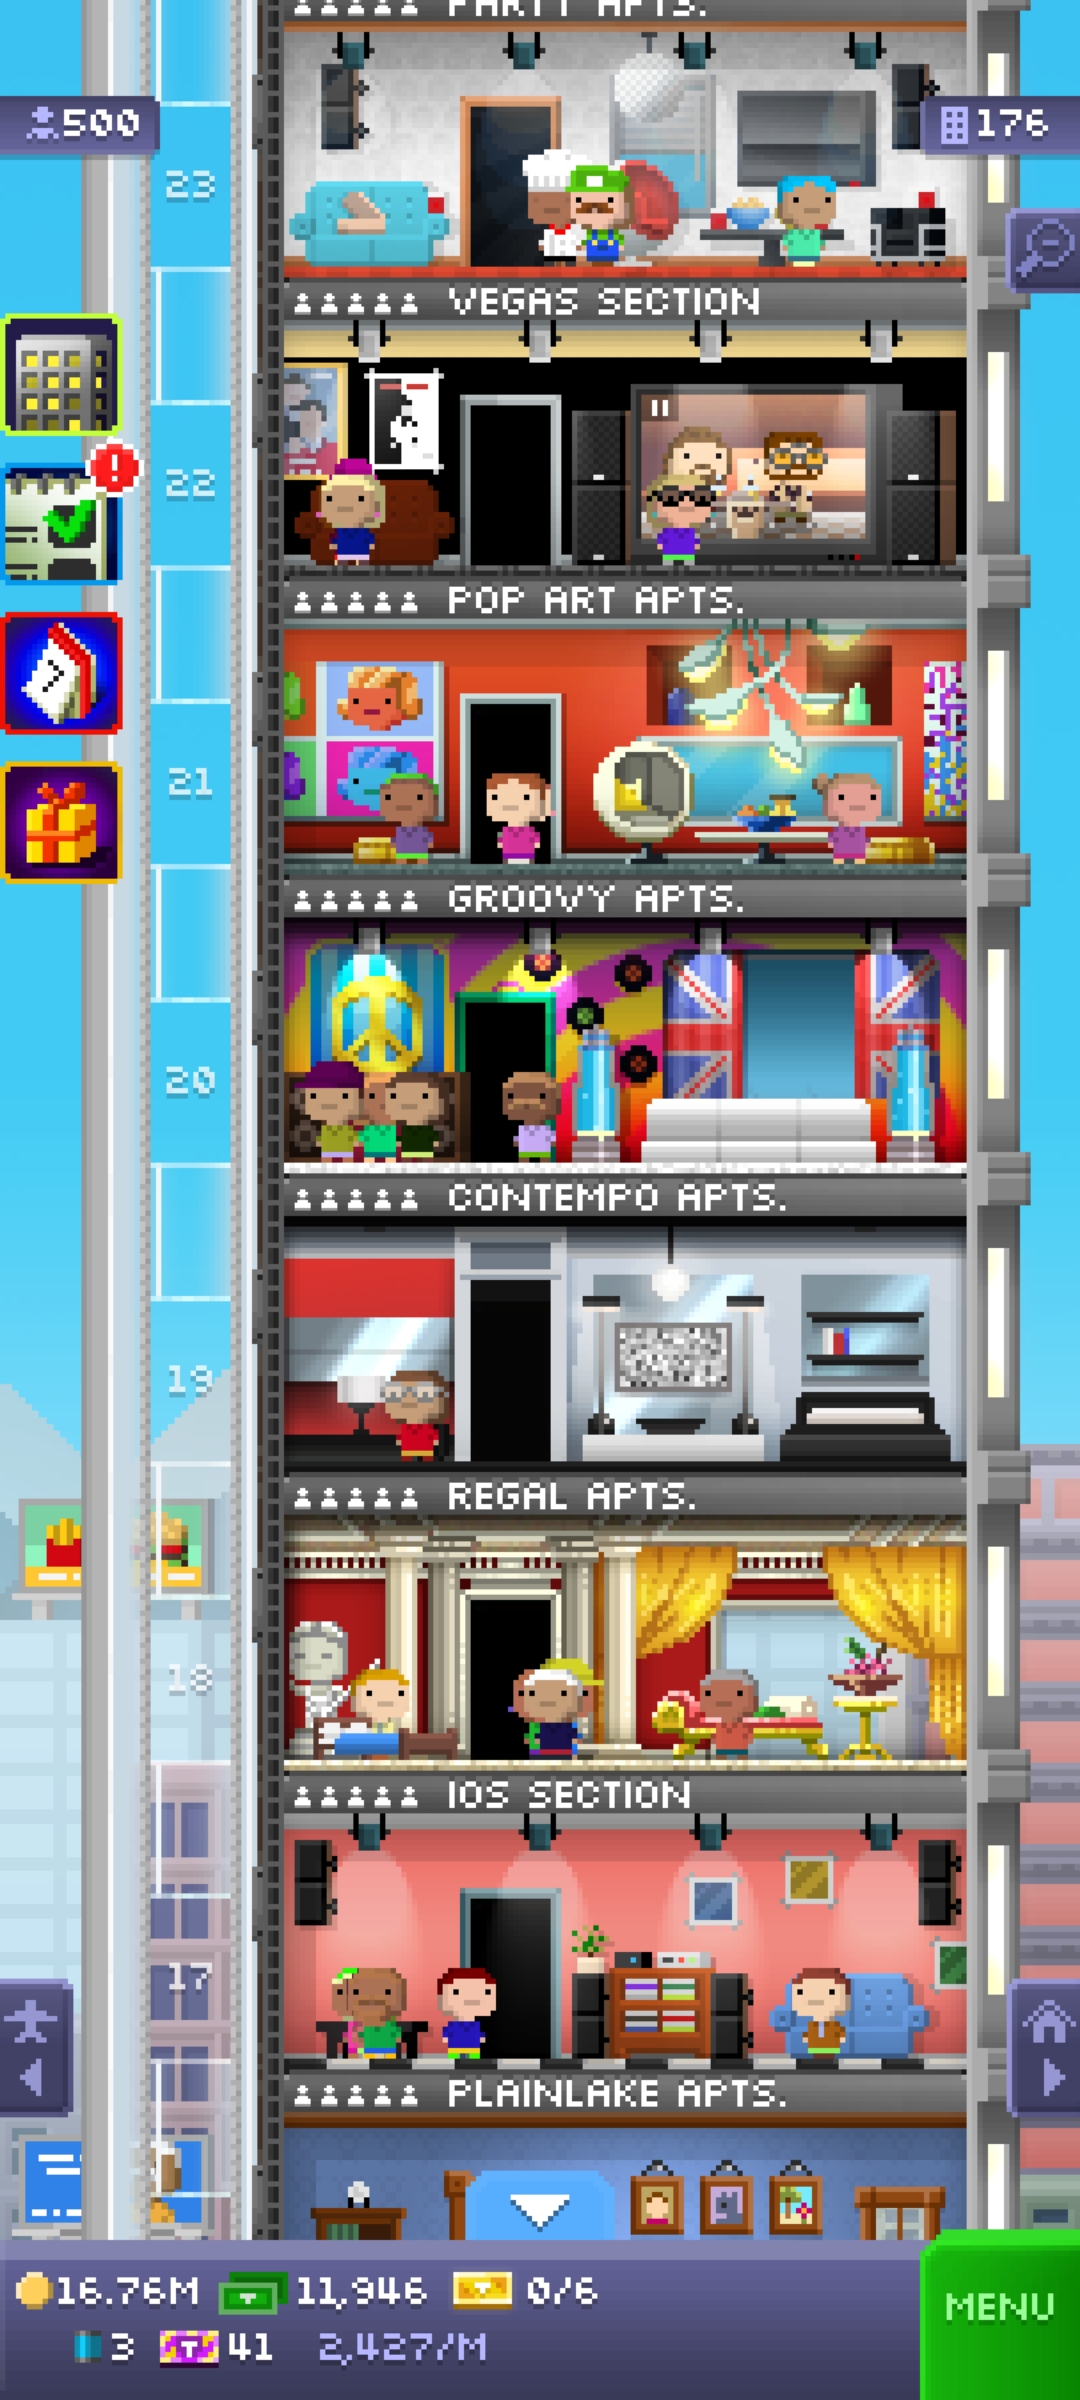 PARTY APTS.
500
176
23
VEGAS SECTION
22
POP ART APTS.
21
GROOVY APTS.
20
CONTEMPO APTS.
19
REGAL APTS.
18
IOS SECTION
17
PLAINLAKE APTS.
16.76M 11,946 0/6
3 41 2,427/M
MENU